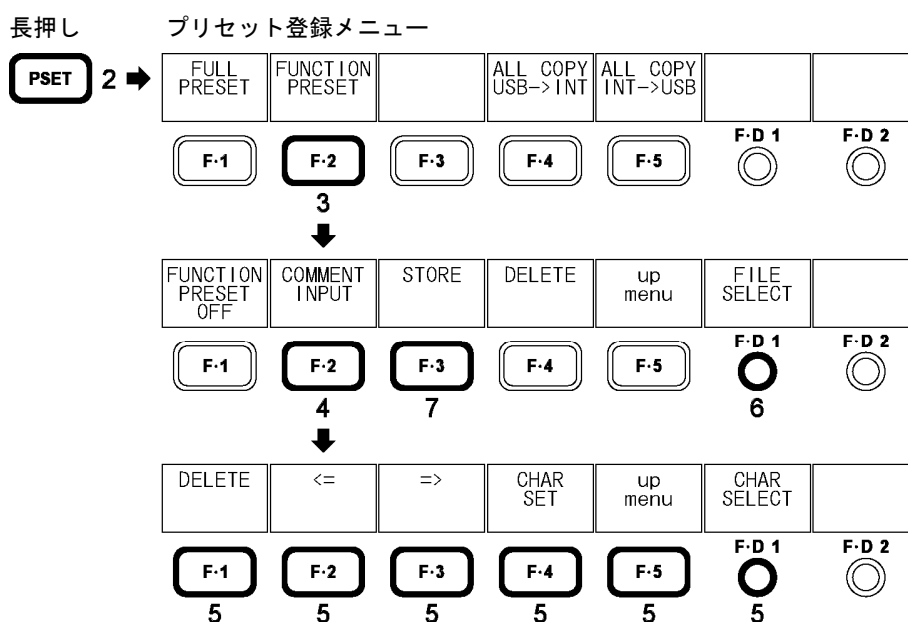 長押し
プリセット登録メニュー
PSET 2
FULL PRESET
FUNCTION PRESET
ALL COPY USB->INT
ALL COPY INT->USB
F·D 1
F·D 2
F·1
F·2
F·3
F·4
F·5
3
FUNCTION PRESET OFF
COMMENT INPUT
STORE
DELETE
up menu
FILE SELECT
F·D 1
F·D 2
F·1
F·2
F·3
F·4
F·5
4
7
6
DELETE
<=
=>
CHAR SET
up menu
CHAR SELECT
F·D 1
F·D 2
F·1
F·2
F·3
F·4
F·5
5
5
5
5
5
5